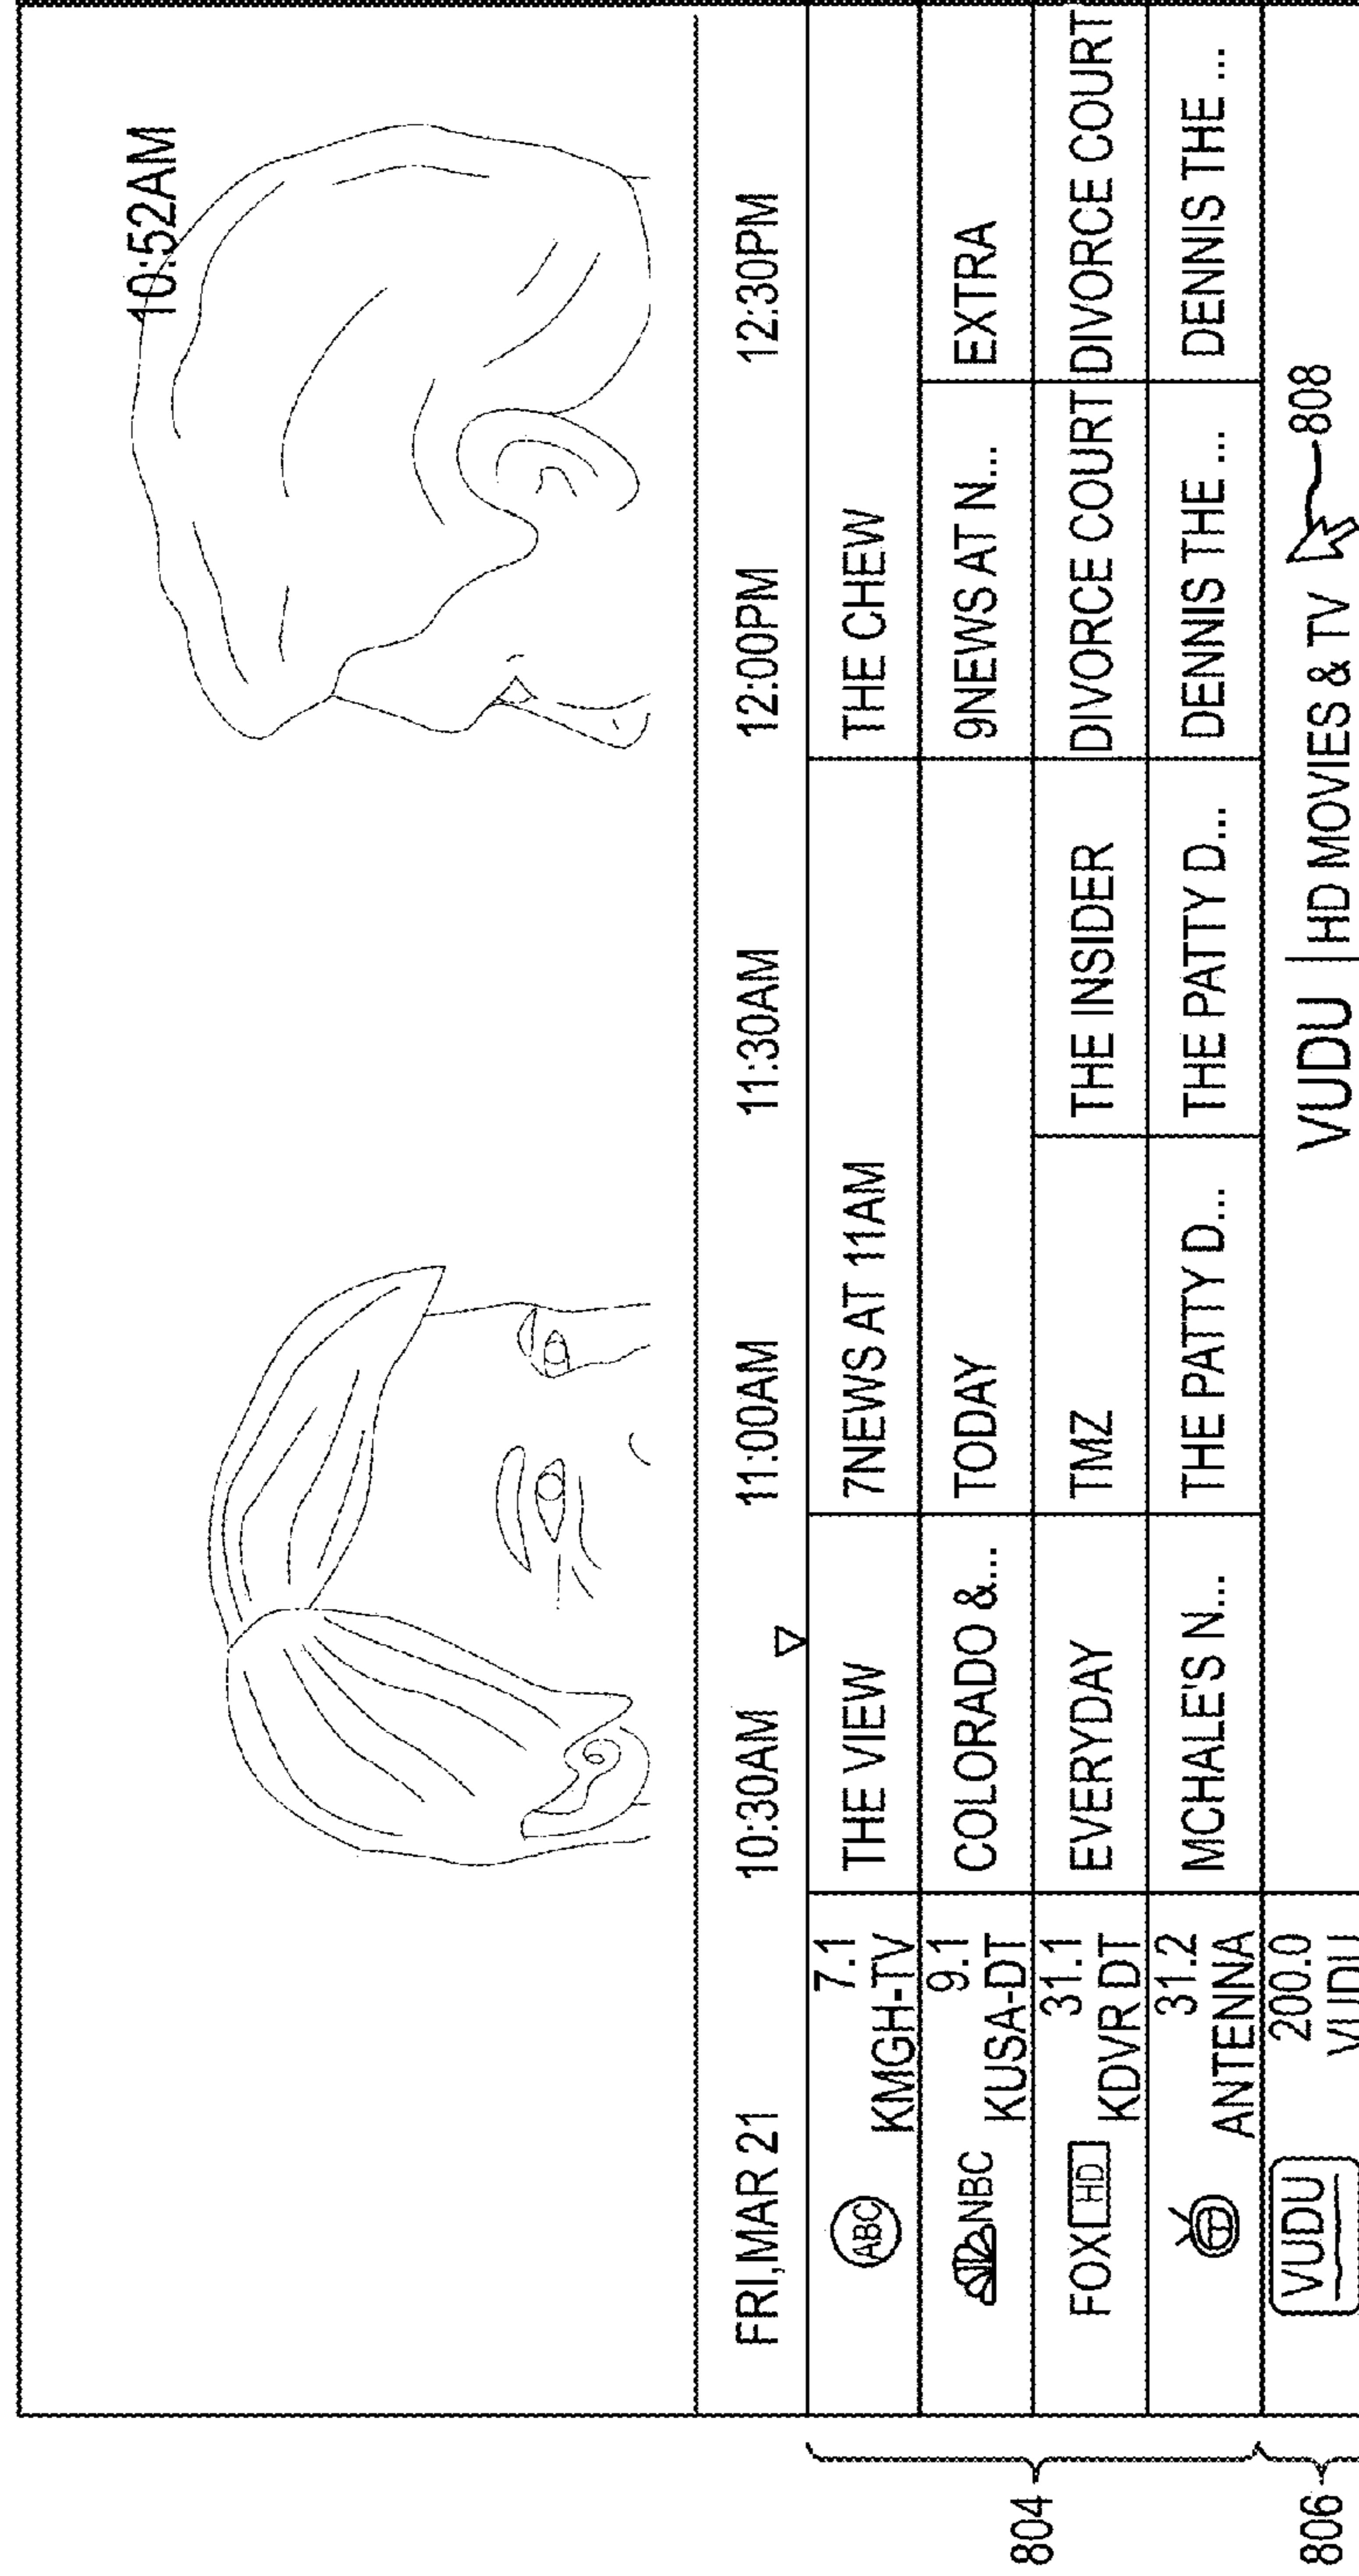 10:52AM
FRI,MAR 21 10:30AM 11:00AM 11:30AM 12:00PM 12:30PM
ABC 7.1 KMGH-TV THE VIEW 7NEWS AT 11AM THE CHEW
NBC 9.1 KUSA-DT COLORADO &... TODAY 9NEWS AT N... EXTRA
FOX HD 31.1 KDVR DT EVERYDAY TMZ THE INSIDER DIVORCE COURT DIVORCE COURT
31.2 ANTENNA MCHALE'S N... THE PATTY D... THE PATTY D... DENNIS THE ... DENNIS THE ...
804
VUDU 200.0 VUDU VUDU HD MOVIES & TV 808
806